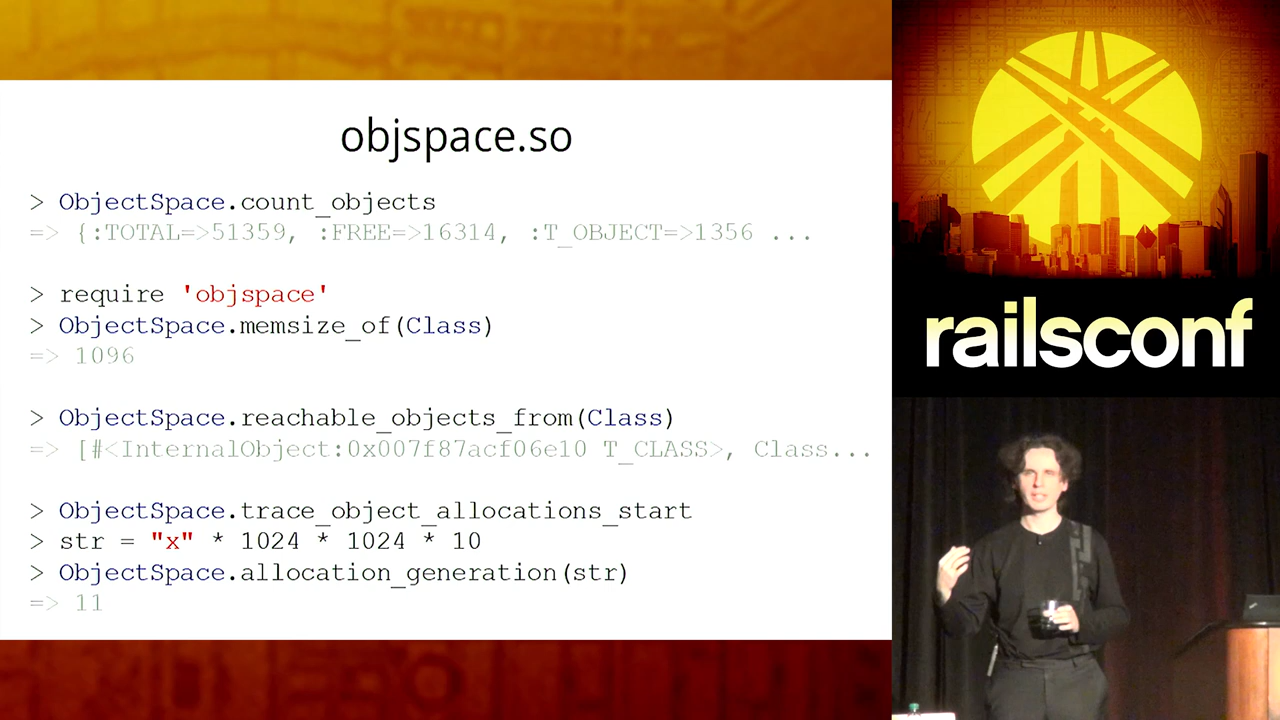 objspace.so
> ObjectSpace.count_objects
=> {:TOTAL=>51359, :FREE=>16314, :T_OBJECT=>1356 ...
> require 'objspace'
> ObjectSpace.memsize_of(Class)
=> 1096
> ObjectSpace.reachable_objects_from(Class)
=> [#<InternalObject:0x007f87acf06e10 T_CLASS>, Class...
> ObjectSpace.trace_object_allocations_start
> str = "x" * 1024 * 1024 * 10
> ObjectSpace.allocation_generation(str)
=> 11
railsconf